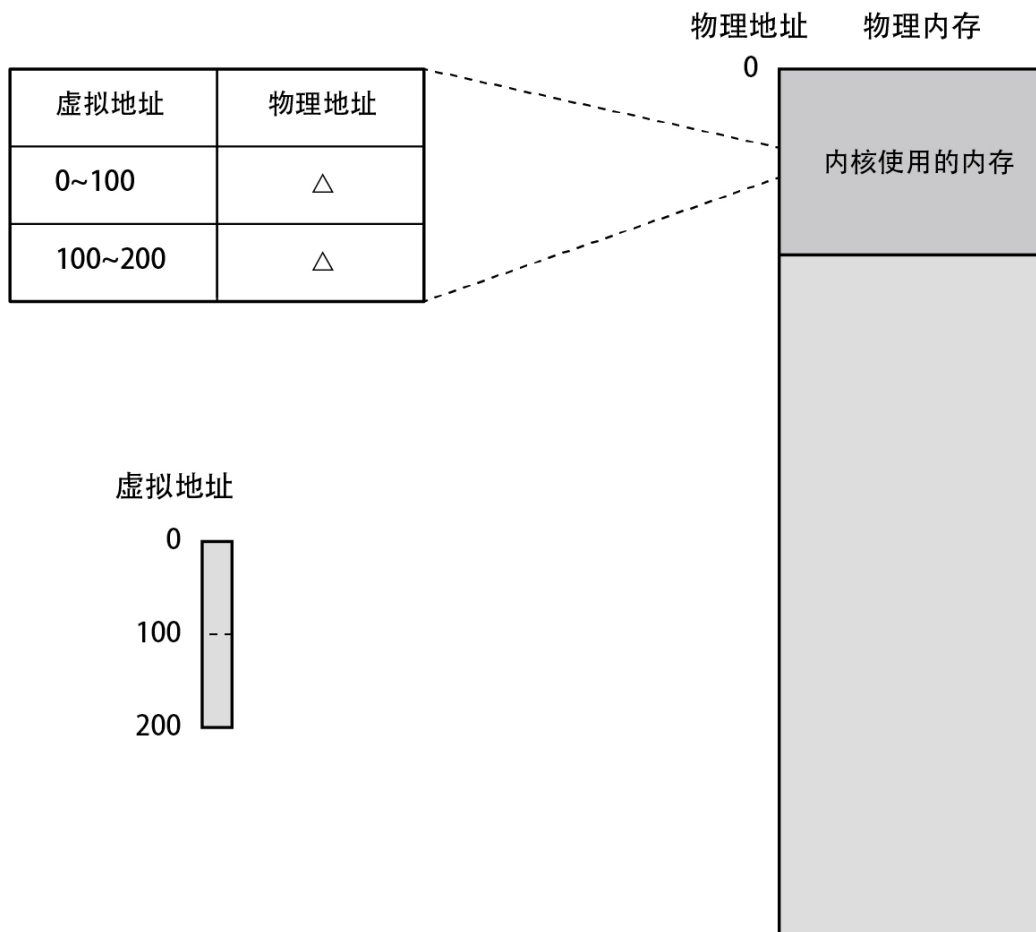 物理地址 物理内存
0
虚拟地址 物理地址
0~100 △
100~200 △
内核使用的内存
虚拟地址
0
100
200